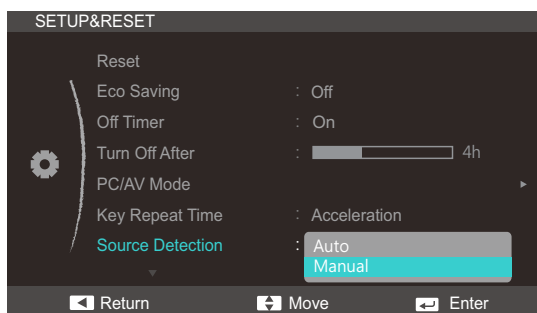 SETUP&RESET
Reset
Eco Saving : Off
Off Timer : On
Turn Off After : 4h
PC/AV Mode
Key Repeat Time : Acceleration
Source Detection : Auto
Manual
Return Move Enter